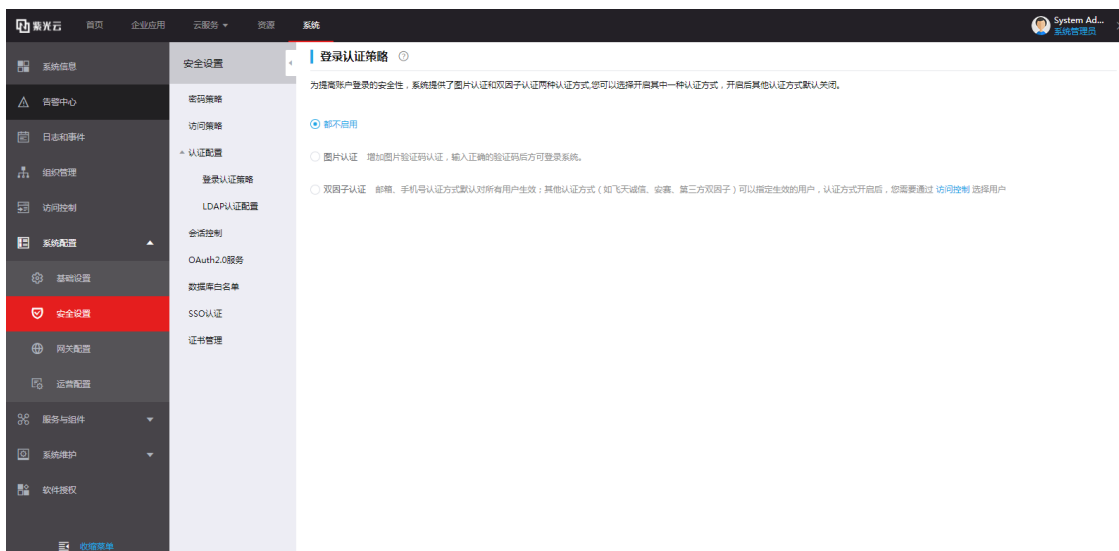 紫光云 首页 企业应用 云服务 资源 系统
System Ad...
系统管理员
系统信息
告警中心
日志和事件
组织管理
访问控制
系统配置
基础设置
安全设置
网关配置
运营配置
服务与组件
系统维护
软件授权
收缩菜单
安全设置
密码策略
访问策略
认证配置
登录认证策略
LDAP认证配置
会话控制
OAuth2.0服务
数据库白名单
SSO认证
证书管理
登录认证策略
为提高账户登录的安全性，系统提供了图片认证和双因子认证两种认证方式,您可以选择开启其中一种认证方式，开启后其他认证方式默认关闭。
都不启用
图片认证 增加图片验证码认证，输入正确的验证码后方可登录系统。
双因子认证 邮箱、手机号认证方式默认对所有用户生效；其他认证方式（如飞天诚信、安赛、第三方双因子）可以指定生效的用户，认证方式开启后，您需要通过 访问控制 选择用户